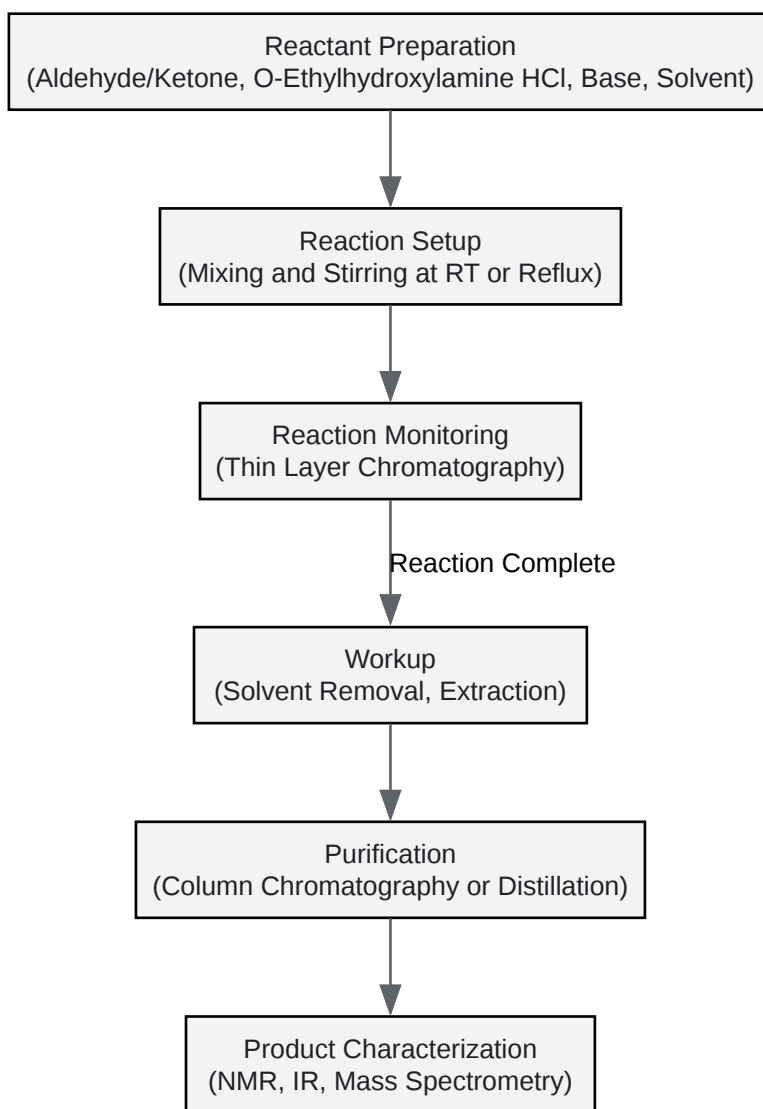 Reactant Preparation
(Aldehyde/Ketone, O-Ethylhydroxylamine HCl, Base, Solvent)
Reaction Setup
(Mixing and Stirring at RT or Reflux)
Reaction Monitoring
(Thin Layer Chromatography)
Reaction Complete
Workup
(Solvent Removal, Extraction)
Purification
(Column Chromatography or Distillation)
Product Characterization
(NMR, IR, Mass Spectrometry)